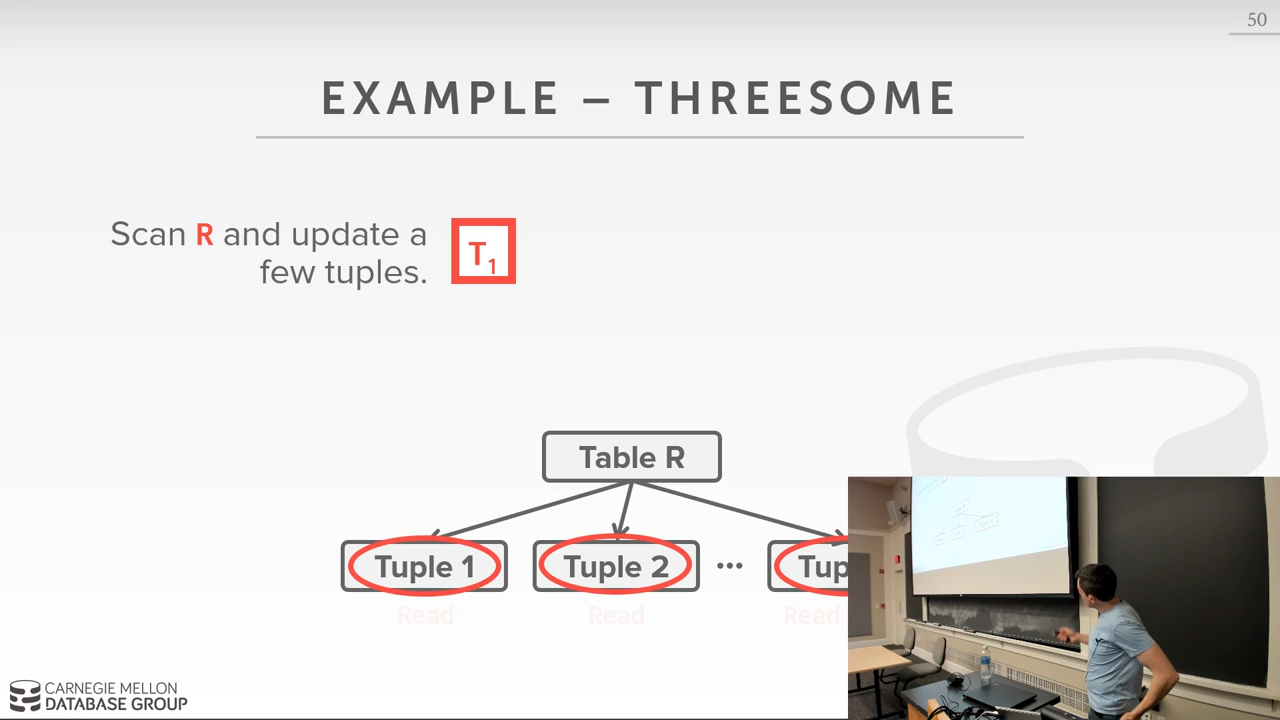 50
EXAMPLE – THREESOME
Scan R and update a
few tuples.
T1
Table R
Tuple 1
Tuple 2
...
Tup
Read
Read
Read
CARNEGIE MELLON
DATABASE GROUP